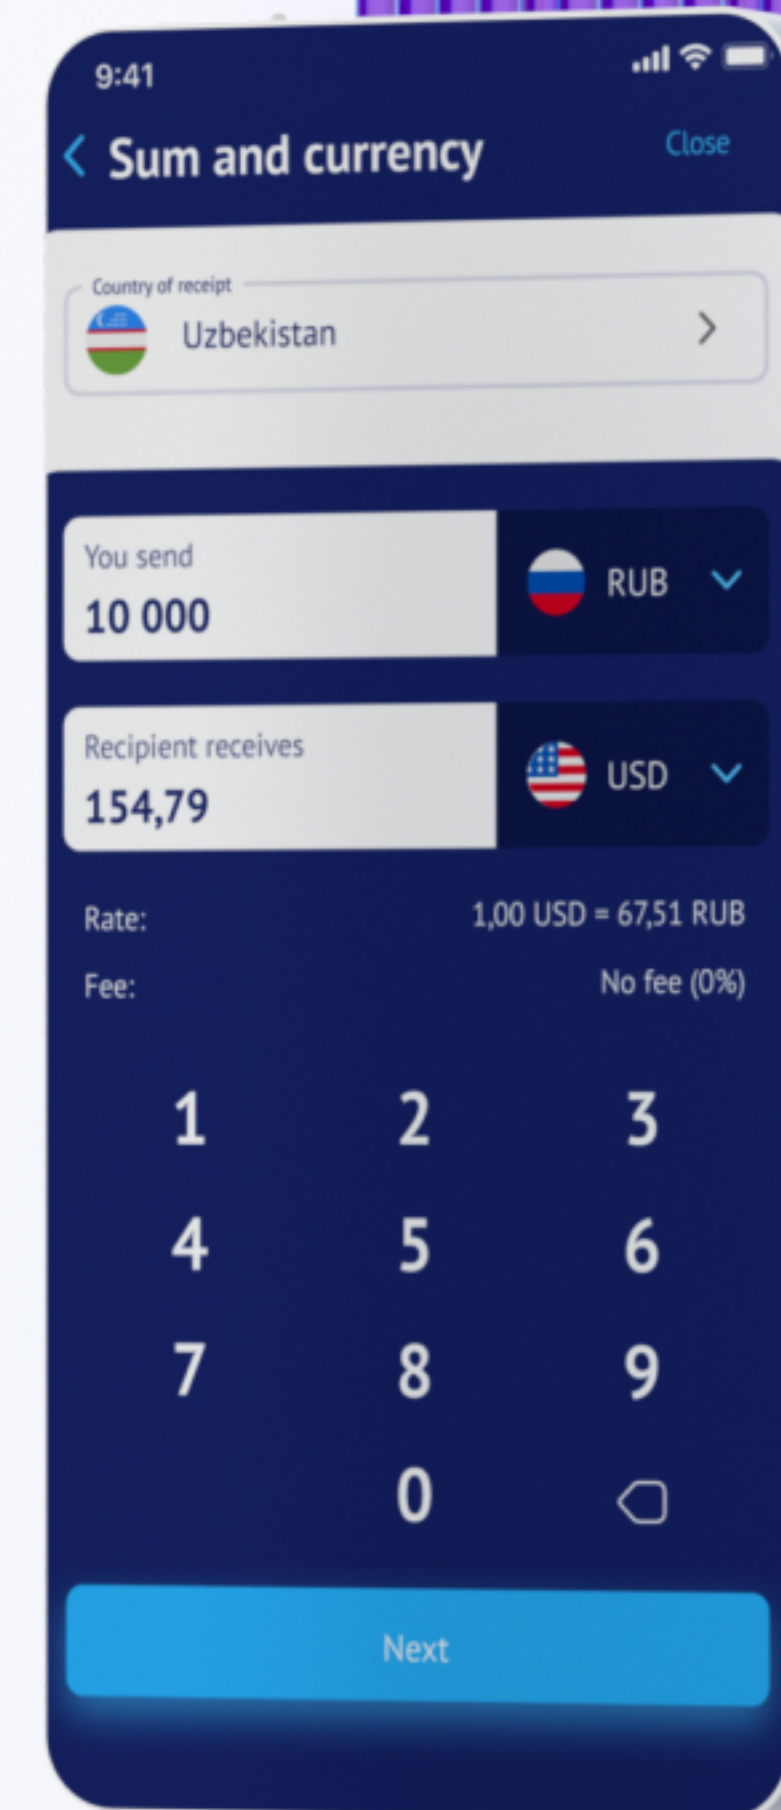 9:41
Sum and currency
Close
Country of receipt
Uzbekistan
You send
10 000
RUB
Recipient receives
154,79
USD
Rate:
1,00 USD = 67,51 RUB
Fee:
No fee (0%)
1 2 3
4 5 6
7 8 9
0
Next